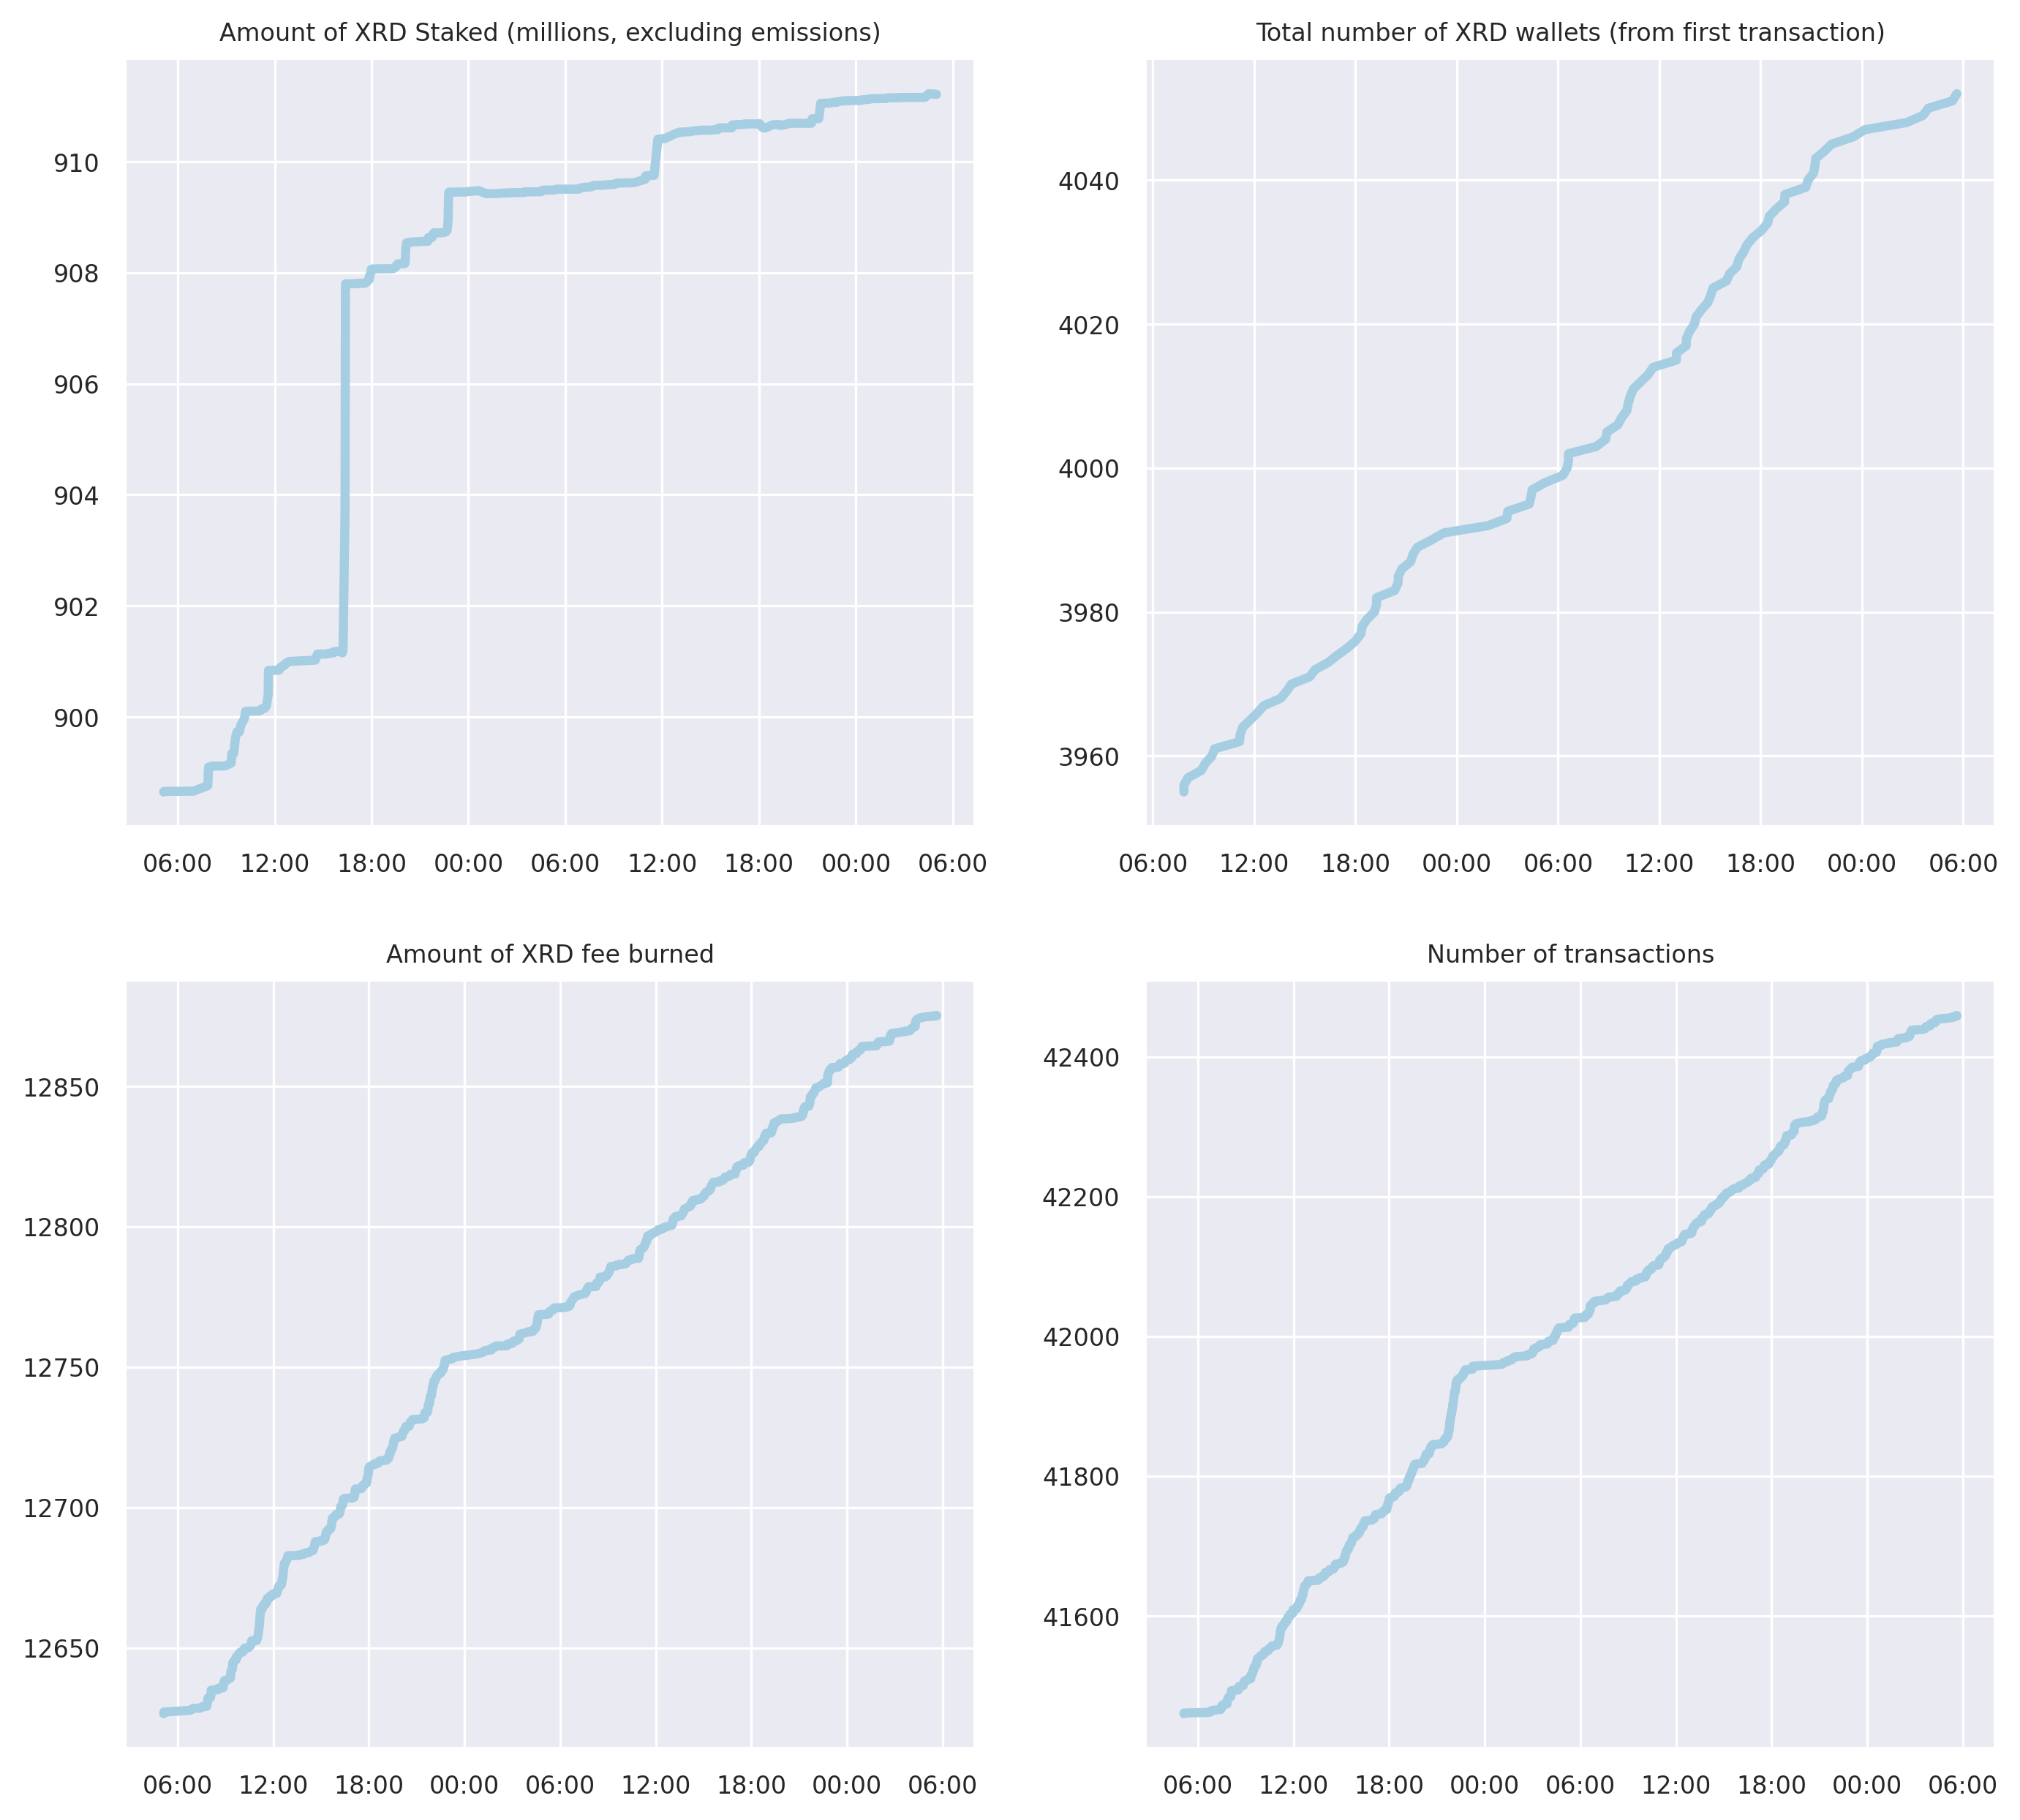 Amount of XRD Staked (millions, excluding emissions)
910
908
906
904
902
900
06:00 12:00 18:00 00:00 06:00 12:00 18:00 00:00 06:00
Total number of XRD wallets (from first transaction)
4040
4020
4000
3980
3960
06:00 12:00 18:00 00:00 06:00 12:00 18:00 00:00 06:00
Amount of XRD fee burned
12850
12800
12750
12700
12650
06:00 12:00 18:00 00:00 06:00 12:00 18:00 00:00 06:00
Number of transactions
42400
42200
42000
41800
41600
06:00 12:00 18:00 00:00 06:00 12:00 18:00 00:00 06:00